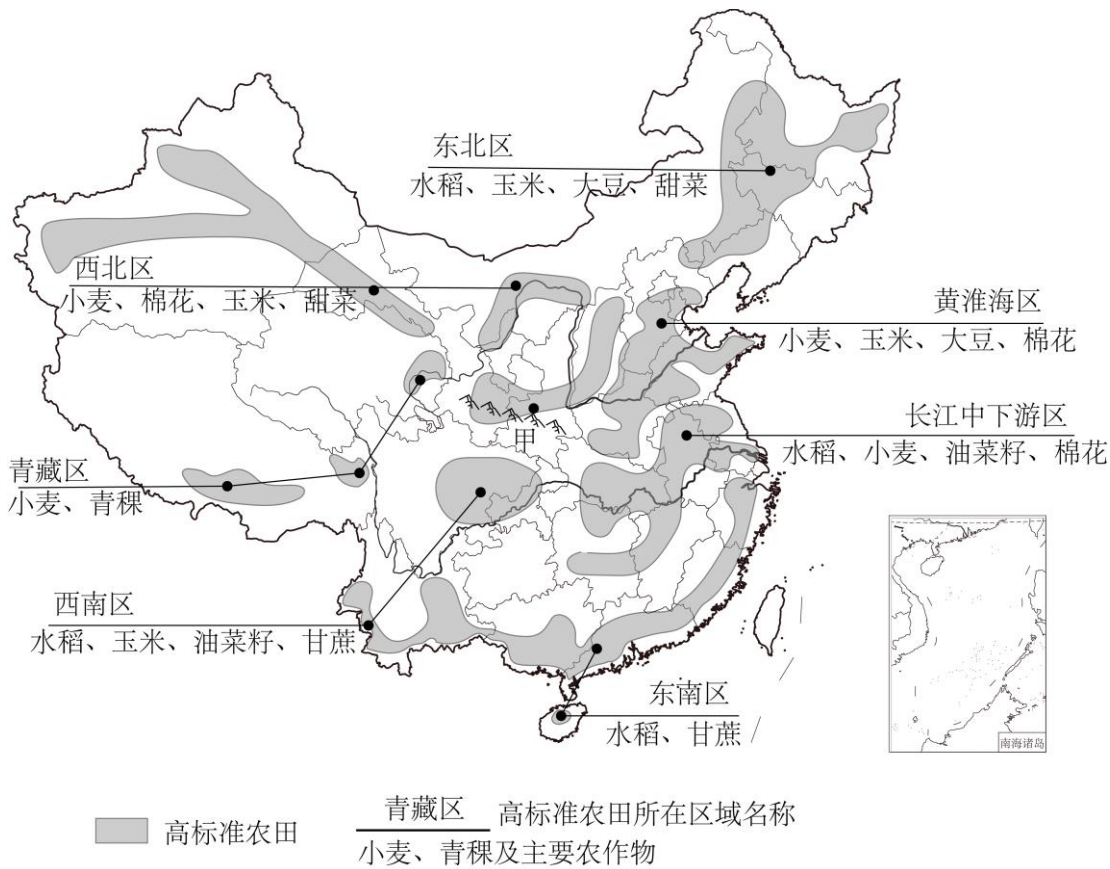 东北区
水稻、玉米、大豆、甜菜
西北区
小麦、棉花、玉米、甜菜
黄淮海区
小麦、玉米、大豆、棉花
甲
长江中下游区
水稻、小麦、油菜籽、棉花
青藏区
小麦、青稞
西南区
水稻、玉米、油菜籽、甘蔗
东南区
水稻、甘蔗
南海诸岛
高标准农田
青藏区 高标准农田所在区域名称
小麦、青稞及主要农作物